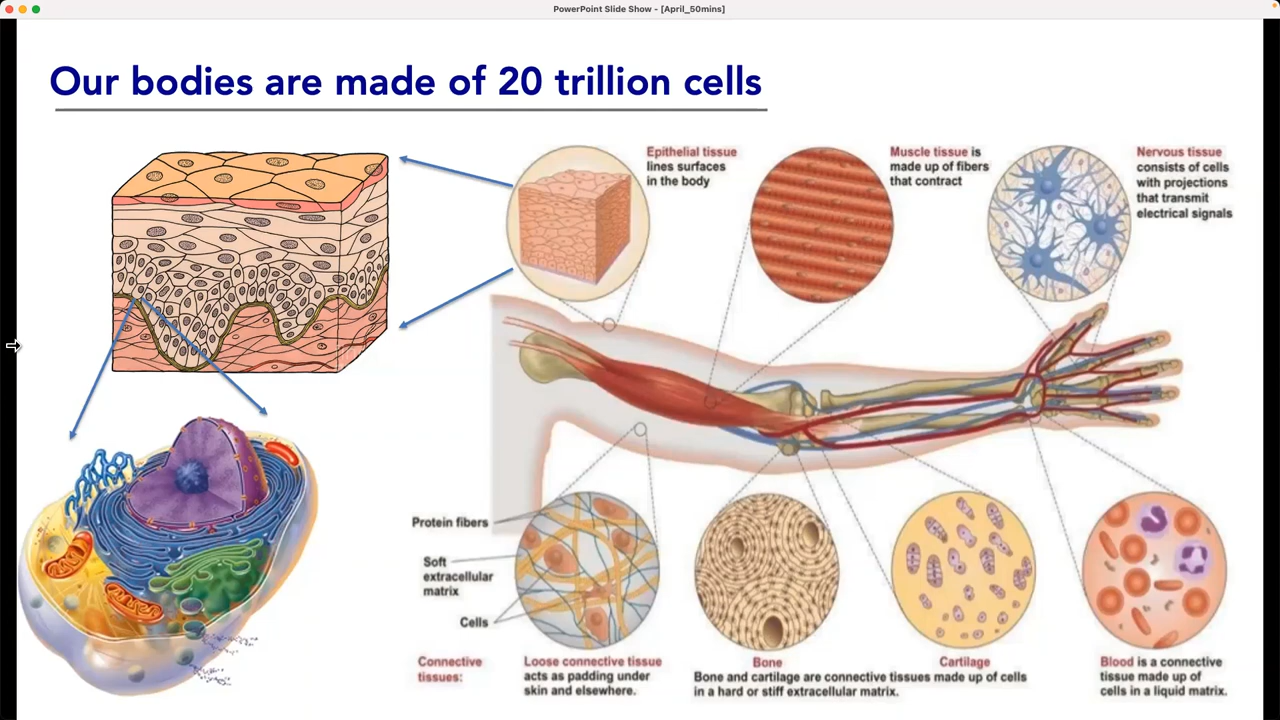 PowerPoint Slide Show - [April_50mins]
Our bodies are made of 20 trillion cells
Epithelial tissue
lines surfaces
in the body
Muscle tissue is
made up of fibers
that contract
Nervous tissue
consists of cells
with projections
that transmit
electrical signals
Protein fibers
Soft
extracellular
matrix
Cells
Connective
tissues:
Loose connective tissue
acts as padding under
skin and elsewhere.
Bone
Cartilage
Bone and cartilage are connective tissues made up of cells
in a hard or stiff extracellular matrix.
Blood is a connective
tissue made up of
cells in a liquid matrix.